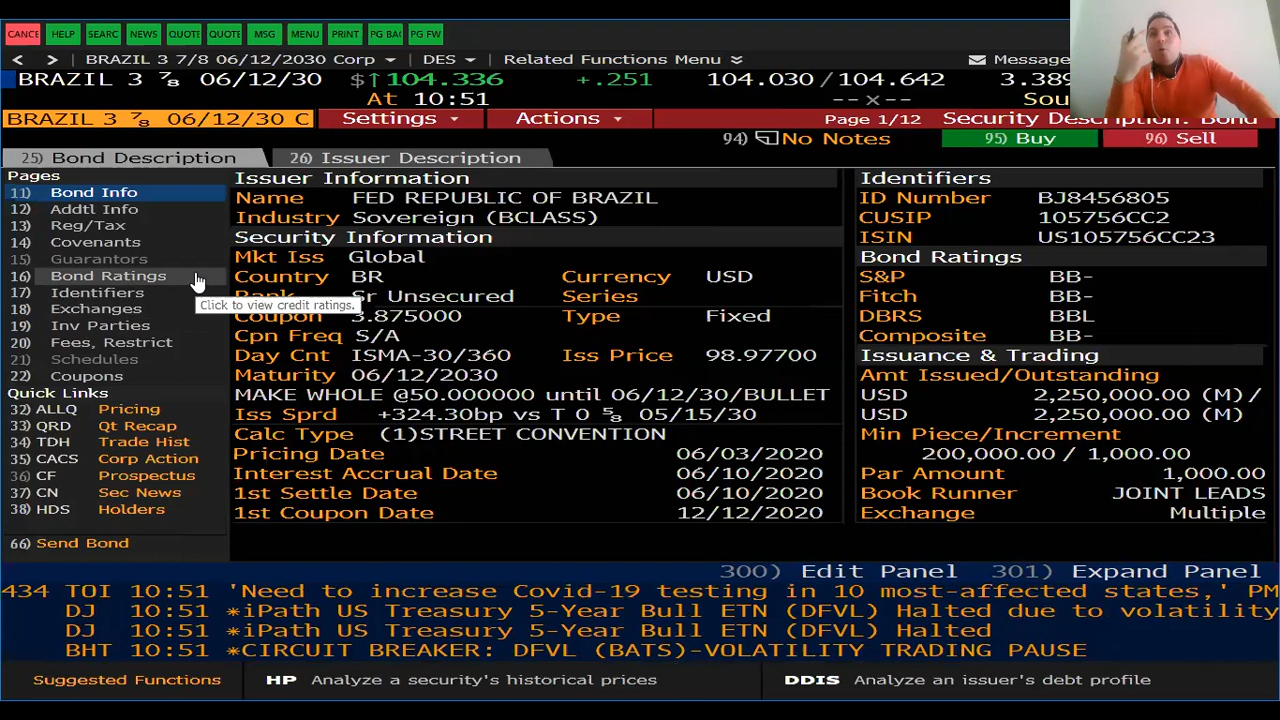 CANCE HELP SEARC NEWS QUOTE QUOTE MSG MENU PRINT PG BAC PG FW
< > BRAZIL 3 7/8 06/12/2030 Corp DES Related Functions Menu Message
BRAZIL 3 ⅞ 06/12/30 $↑104.336 +.251 104.030/104.642 3.389
At 10:51 --x-- Sou
BRAZIL 3 ⅞ 06/12/30 C Settings Actions Page 1/12 Security Description: Bond
94) No Notes 95) Buy 96) Sell
25) Bond Description 26) Issuer Description
Pages
11) Bond Info
12) Addtl Info
13) Reg/Tax
14) Covenants
15) Guarantors
16) Bond Ratings
17) Identifiers
18) Exchanges
19) Inv Parties
20) Fees, Restrict
21) Schedules
22) Coupons
Quick Links
32) ALLQ Pricing
33) QRD Qt Recap
34) TDH Trade Hist
35) CACS Corp Action
36) CF Prospectus
37) CN Sec News
38) HDS Holders
66) Send Bond
Click to view credit ratings.
Issuer Information
Name FED REPUBLIC OF BRAZIL
Industry Sovereign (BCLASS)
Security Information
Mkt Iss Global
Country BR Currency USD
Sr Unsecured Series
Coupon 3.875000 Type Fixed
Cpn Freq S/A
Day Cnt ISMA-30/360 Iss Price 98.97700
Maturity 06/12/2030
MAKE WHOLE @50.000000 until 06/12/30/BULLET
Iss Sprd +324.30bp vs T 0 ⅝ 05/15/30
Calc Type (1)STREET CONVENTION
Pricing Date 06/03/2020
Interest Accrual Date 06/10/2020
1st Settle Date 06/10/2020
1st Coupon Date 12/12/2020
Identifiers
ID Number BJ8456805
CUSIP 105756CC2
ISIN US105756CC23
Bond Ratings
S&P BB-
Fitch BB-
DBRS BBL
Composite BB-
Issuance & Trading
Amt Issued/Outstanding
USD 2,250,000.00 (M) /
USD 2,250,000.00 (M)
Min Piece/Increment
200,000.00 / 1,000.00
Par Amount 1,000.00
Book Runner JOINT LEADS
Exchange Multiple
300) Edit Panel 301) Expand Panel
434 TOI 10:51 'Need to increase Covid-19 testing in 10 most-affected states,' PM
DJ 10:51 *iPath US Treasury 5-Year Bull ETN (DFVL) Halted due to volatility
DJ 10:51 *iPath US Treasury 5-Year Bull ETN (DFVL) Halted
BHT 10:51 *CIRCUIT BREAKER: DFVL (BATS)-VOLATILITY TRADING PAUSE
Suggested Functions HP Analyze a security's historical prices DDIS Analyze an issuer's debt profile